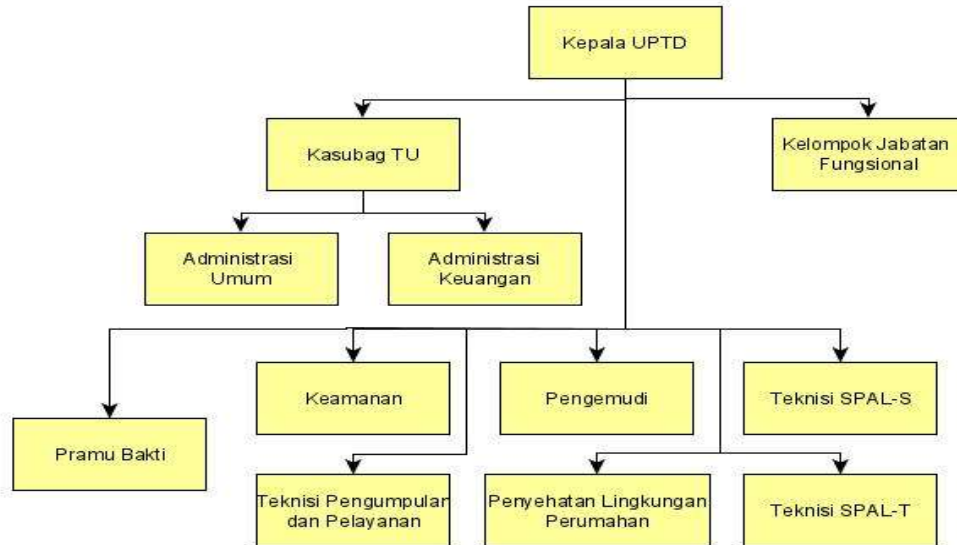 Kepala UPTD
Kasubag TU
Kelompok Jabatan
Fungsional
Administrasi
Umum
Administrasi
Keuangan
Keamanan
Pengemudi
Teknisi SPAL-S
Pramu Bakti
Teknisi Pengumpulan
dan Pelayanan
Penyehatan Lingkungan
Perumahan
Teknisi SPAL-T